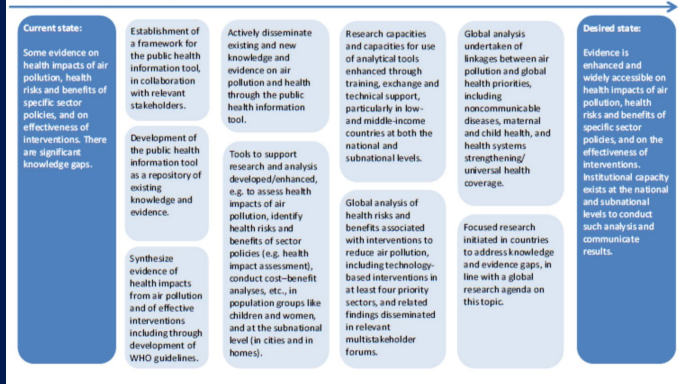 Current state:
Some evidence on
health impacts of air
pollution, health
risks and benefits of
specific sector
policies, and on
effectiveness of
interventions. There
are significant
knowledge gaps.
Establishment of
a framework for
the public health
information tool,
in collaboration
with relevant
stakeholders.
Development of
the public health
information tool
as a repository of
existing
knowledge and
evidence.
Synthesize
evidence of
health impacts
from air pollution
and of effective
interventions
including through
development of
WHO guidelines.
Actively disseminate
existing and new
knowledge and
evidence on air
pollution and health
through the public
health information
tool.
Tools to support
research and analysis
developed/enhanced,
e.g. to assess health
impacts of air
pollution, identify
health risks and
benefits of sector
policies (e.g. health
impact assessment),
conduct cost–benefit
analyses, etc., in
population groups like
children and women,
and at the subnational
level (in cities and in
homes).
Research capacities
and capacities for use
of analytical tools
enhanced through
training, exchange and
technical support,
particularly in low-
and middle-income
countries at both the
national and
subnational levels.
Global analysis of
health risks and
benefits associated
with interventions to
reduce air pollution,
including technology-
based interventions in
at least four priority
sectors, and related
findings disseminated
in relevant
multistakeholder
forums.
Global analysis
undertaken of
linkages between air
pollution and global
health priorities,
including
noncommunicable
diseases, maternal
and child health, and
health systems
strengthening/
universal health
coverage.
Focused research
initiated in countries
to address knowledge
and evidence gaps, in
line with a global
research agenda on
this topic.
Desired state:
Evidence is
enhanced and
widely accessible on
health impacts of air
pollution, health
risks and benefits of
specific sector
policies, and on the
effectiveness of
interventions.
Institutional capacity
exists at the national
and subnational
levels to conduct
such analysis and
communicate
results.